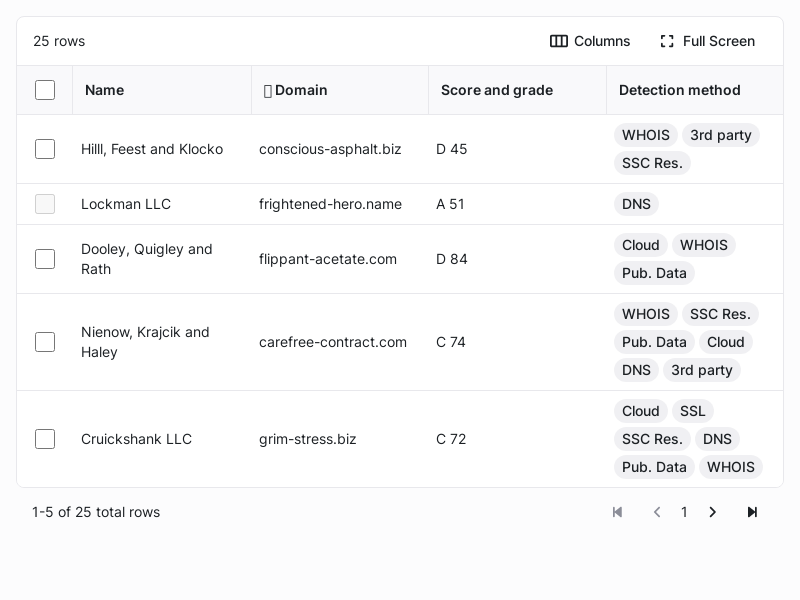 25 rows
Columns
Full Screen
Name
Domain
Score and grade
Detection method
Hilll, Feest and Klocko
conscious-asphalt.biz
D 45
WHOIS
3rd party
SSC Res.
Lockman LLC
frightened-hero.name
A 51
DNS
Dooley, Quigley and
Rath
flippant-acetate.com
D 84
Cloud
WHOIS
Pub. Data
Nienow, Krajcik and
Haley
carefree-contract.com
C 74
WHOIS
SSC Res.
Pub. Data
Cloud
DNS
3rd party
Cruickshank LLC
grim-stress.biz
C 72
Cloud
SSL
SSC Res.
DNS
Pub. Data
WHOIS
1-5 of 25 total rows
1